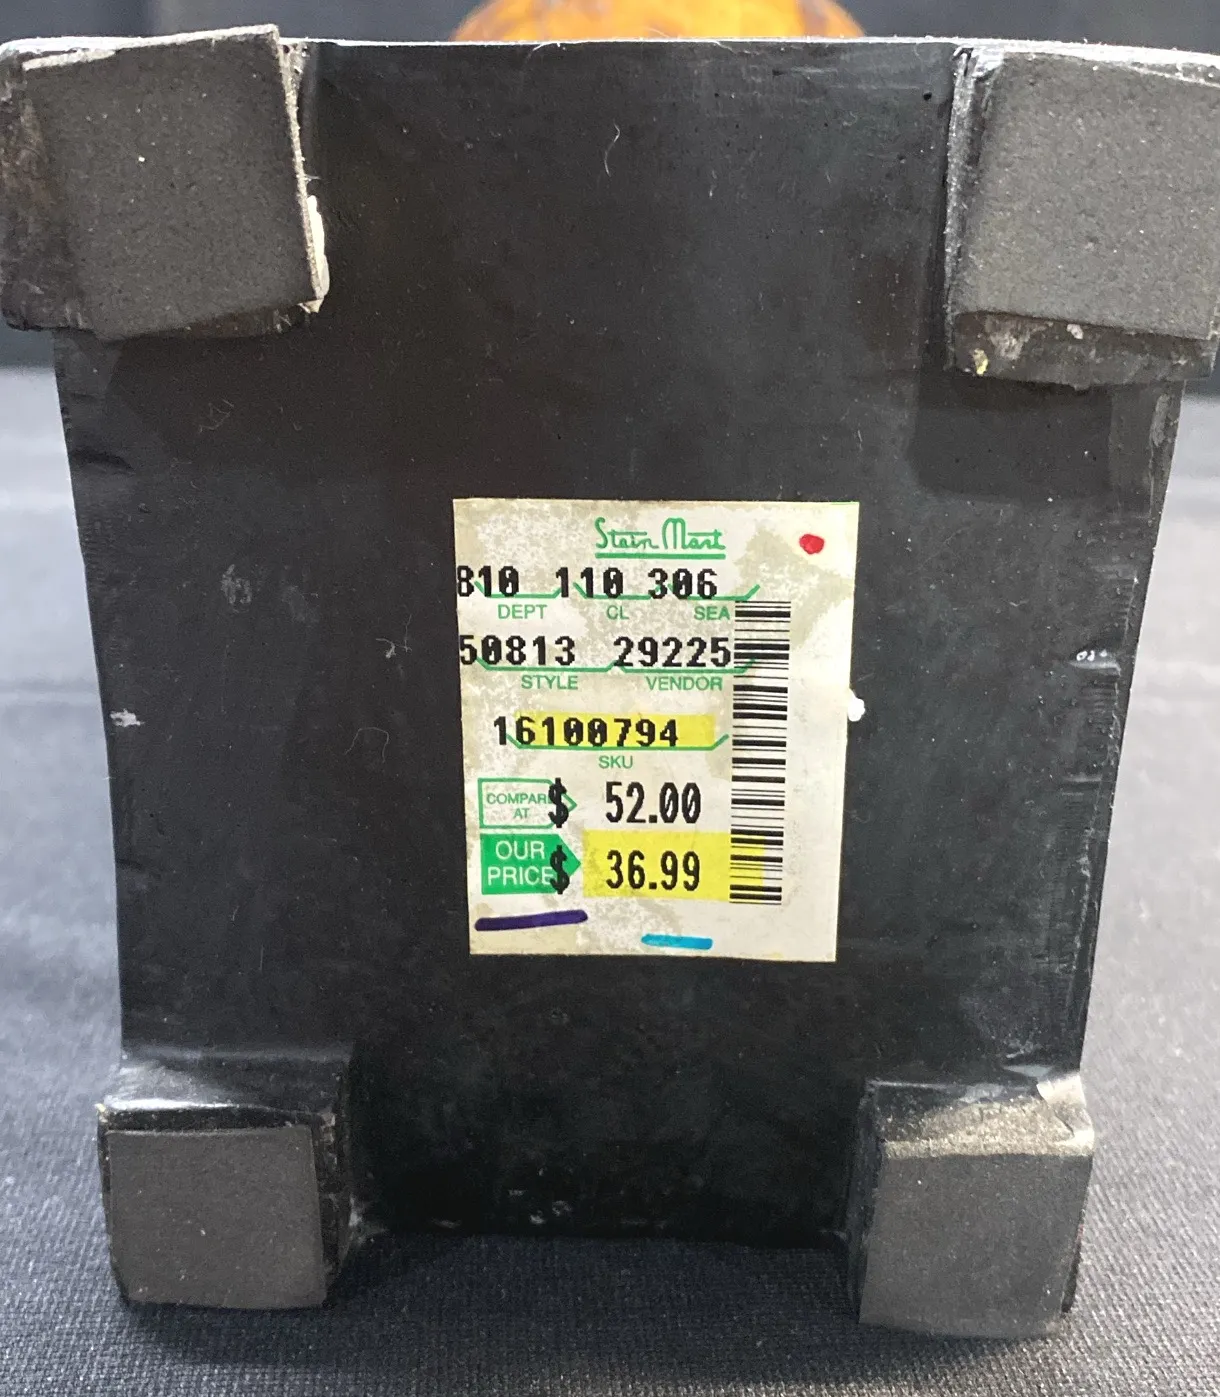 Stein Mart
810 110 306
DEPT CL SEA
50813 29225
STYLE VENDOR
16100794
SKU
COMPARE AT $ 52.00
OUR PRICE $ 36.99